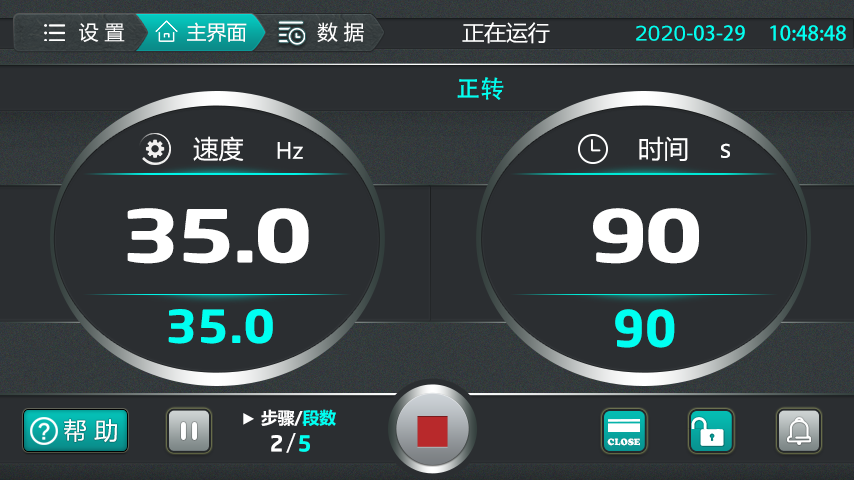 设置 主界面 数据 正在运行 2020-03-29 10:48:48
正转
速度 Hz
时间 s
35.0
90
35.0
90
帮助
步骤/段数
2/5
CLOSE